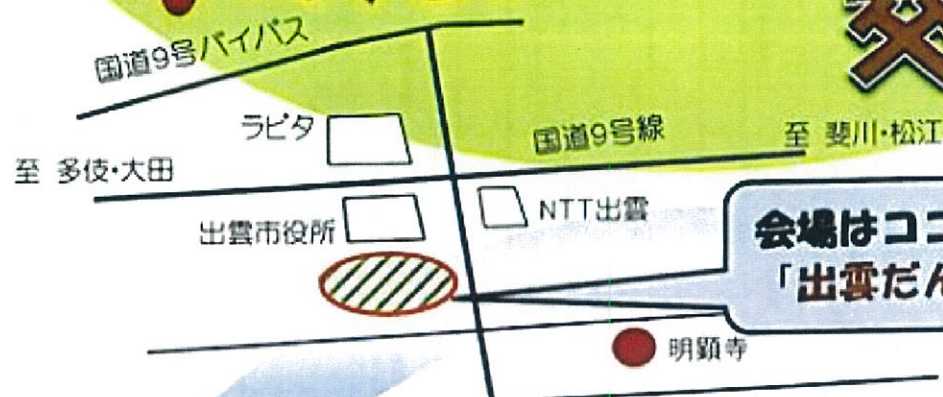 国道9号バイパス
ラピタ
国道9号線
至 斐川・松江
至 多伎・大田
出雲市役所
NTT出雲
会場はココ
「出雲だん
明顕寺